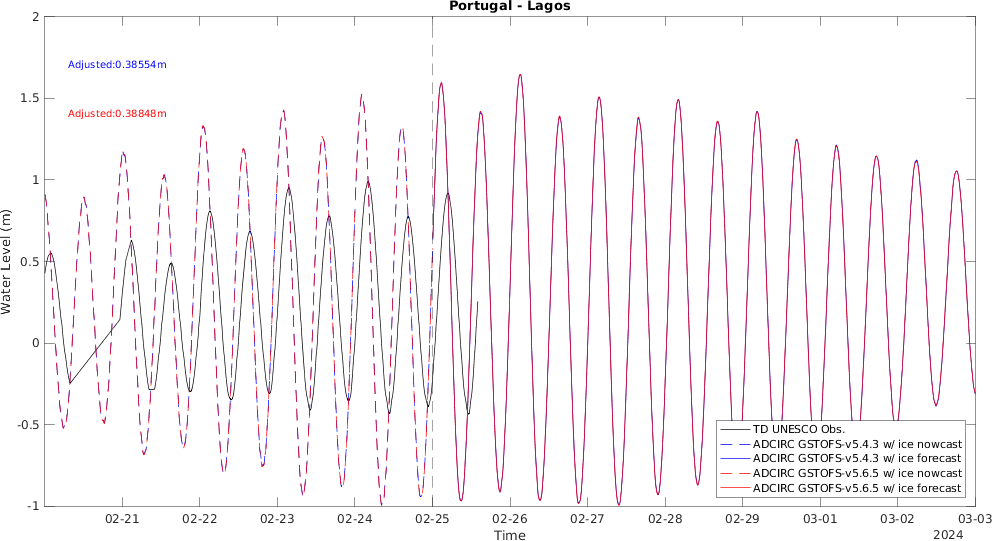 Portugal - Lagos
2
1.5
1
0.5
0
-0.5
-1
Water Level (m)
Adjusted:0.38554m
Adjusted:0.38848m
TD UNESCO Obs.
ADCIRC GSTOFS-v5.4.3 w/ ice nowcast
ADCIRC GSTOFS-v5.4.3 w/ ice forecast
ADCIRC GSTOFS-v5.6.5 w/ ice nowcast
ADCIRC GSTOFS-v5.6.5 w/ ice forecast
02-21 02-22 02-23 02-24 02-25 02-26 02-27 02-28 02-29 03-01 03-02 03-03
Time
2024